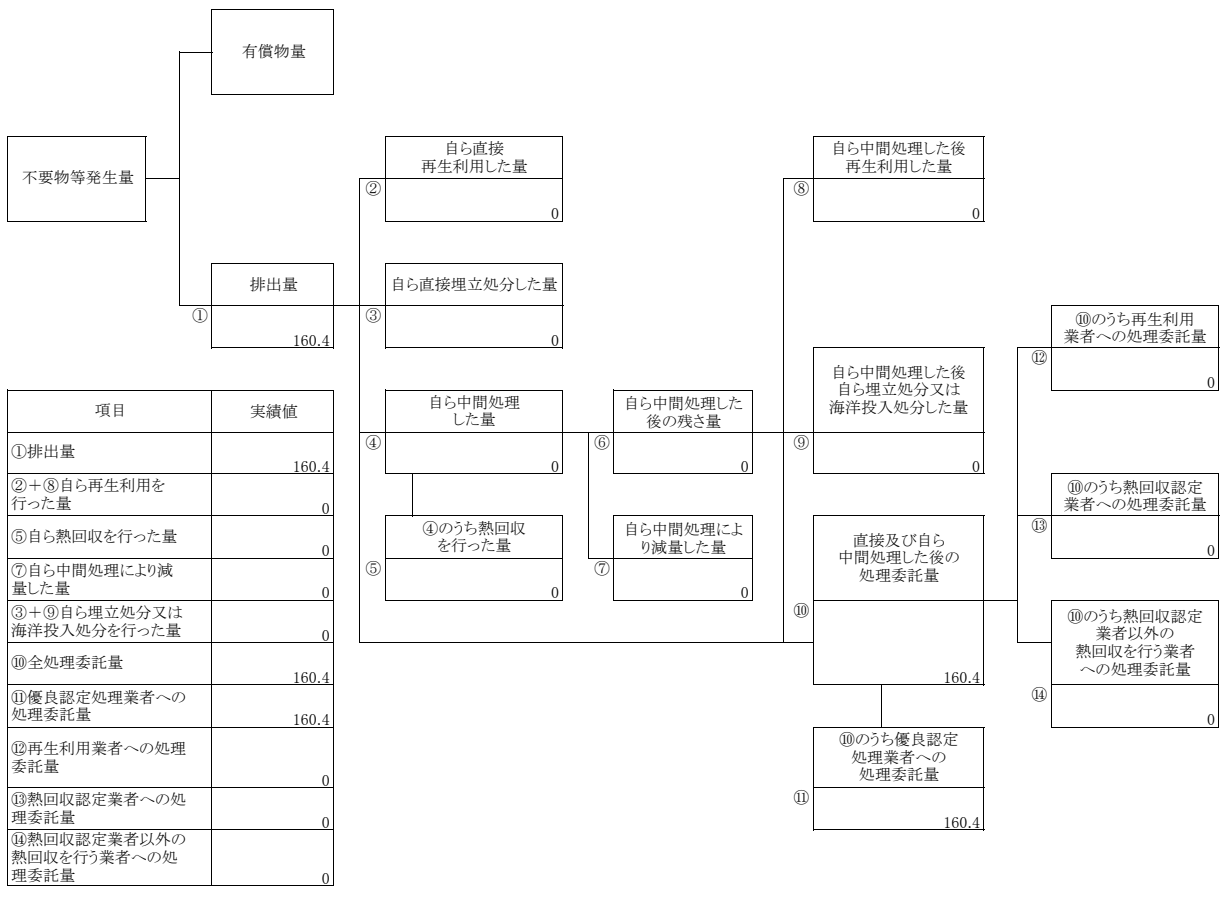 有償物量
不要物等発生量
自ら直接
再生利用した量
②
0
自ら中間処理した後
再生利用した量
⑧
0
排出量
①
160.4
自ら直接埋立処分した量
③
0
⑩のうち再生利用
業者への処理委託量
⑫
0
自ら中間処理
した量
④
0
自ら中間処理した
後の残さ量
⑥
0
自ら中間処理した後
自ら埋立処分又は
海洋投入処分した量
⑨
0
⑩のうち熱回収認定
業者への処理委託量
⑬
0
④のうち熱回収
を行った量
⑤
0
自ら中間処理によ
り減量した量
⑦
0
直接及び自ら
中間処理した後の
処理委託量
⑩
160.4
⑩のうち熱回収認定
業者以外の
熱回収を行う業者
への処理委託量
⑭
0
⑩のうち優良認定
処理業者への
処理委託量
⑪
160.4
項目 実績値
①排出量
160.4
②＋⑧自ら再生利用を
行った量
0
⑤自ら熱回収を行った量
0
⑦自ら中間処理により減
量した量
0
③＋⑨自ら埋立処分又は
海洋投入処分を行った量
0
⑩全処理委託量
160.4
⑪優良認定処理業者への
処理委託量
160.4
⑫再生利用業者への処理
委託量
0
⑬熱回収認定業者への処
理委託量
0
⑭熱回収認定業者以外の
熱回収を行う業者への処
理委託量
0